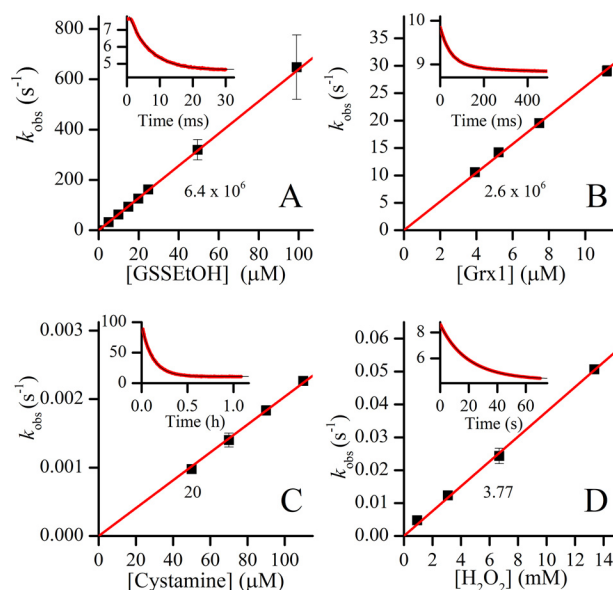 800
600
400
200
0
k_obs (s⁻¹)
7
6
5
0 10 20 30
Time (ms)
6.4 x 10⁶
A
0 20 40 60 80 100
[GSSEtOH] (μM)
35
30
25
20
15
10
5
0
k_obs (s⁻¹)
10
9
0 200 400
Time (ms)
2.6 x 10⁶
B
0 2 4 6 8 10
[Grx1] (μM)
0.003
0.002
0.001
0.000
k_obs (s⁻¹)
100
50
0
0.0 0.5 1.0
Time (h)
20
C
0 20 40 60 80 100
[Cystamine] (μM)
0.06
0.05
0.04
0.03
0.02
0.01
0.00
k_obs (s⁻¹)
8
6
0 20 40 60
Time (s)
3.77
D
0 2 4 6 8 10 12 14
[H₂O₂] (mM)